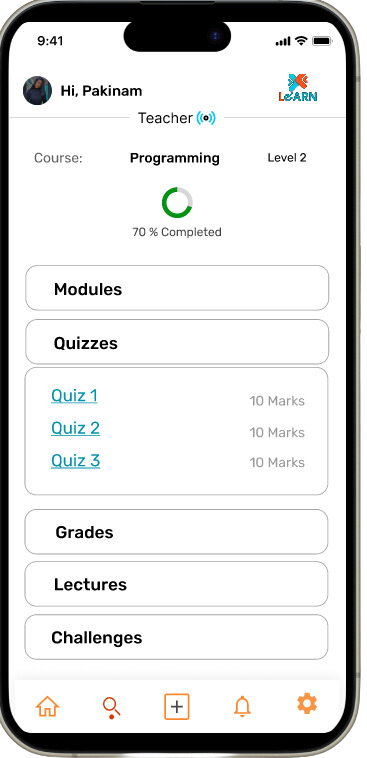 9:41
Hi, Pakinam
LeARN
Teacher
Course: Programming Level 2
70 % Completed
Modules
Quizzes
Quiz 1 10 Marks
Quiz 2 10 Marks
Quiz 3 10 Marks
Grades
Lectures
Challenges